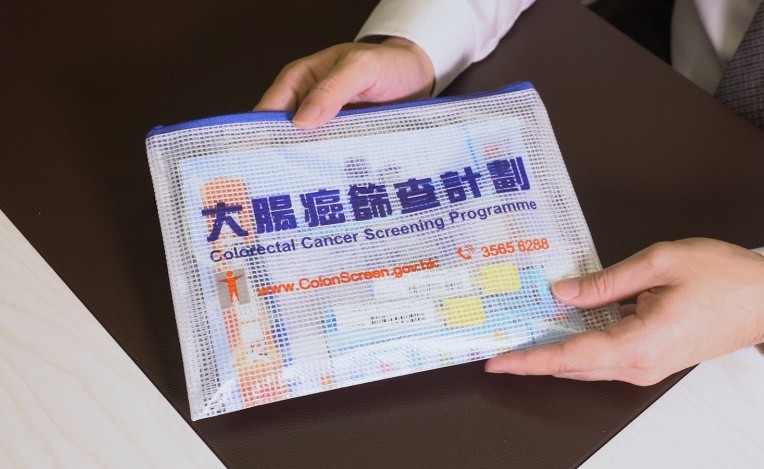 大腸癌篩查計劃
Colorectal Cancer Screening Programme
www.ColonScreen.gov.hk 3565 6288